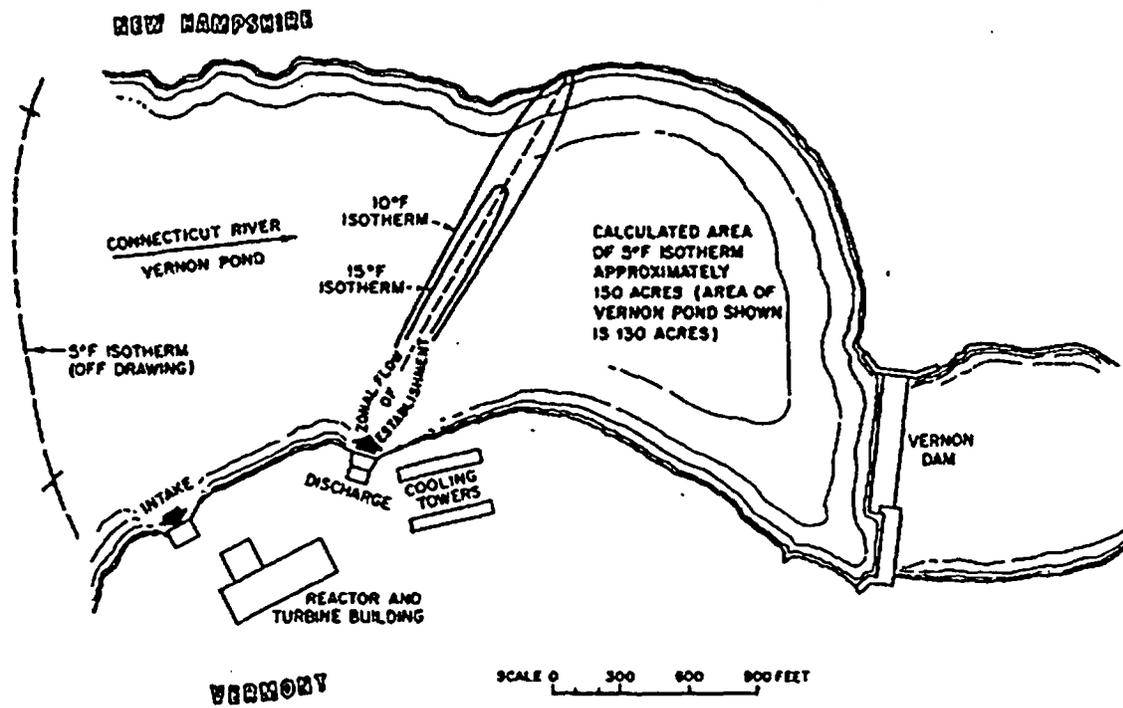 NEW HAMPSHIRE
10°F
ISOTHERM
CONNECTICUT RIVER
VERNON POND
15°F
ISOTHERM
CALCULATED AREA
OF 5°F ISOTHERM
APPROXIMATELY
150 ACRES (AREA OF
VERNON POND SHOWN
IS 130 ACRES)
5°F ISOTHERM
(OFF DRAWING)
ZONAL FLOW
OF
ESTABLISHMENT
VERNON
DAM
INTAKE
DISCHARGE
COOLING
TOWERS
REACTOR AND
TURBINE BUILDING
VERMONT
SCALE 0 300 600 900 FEET